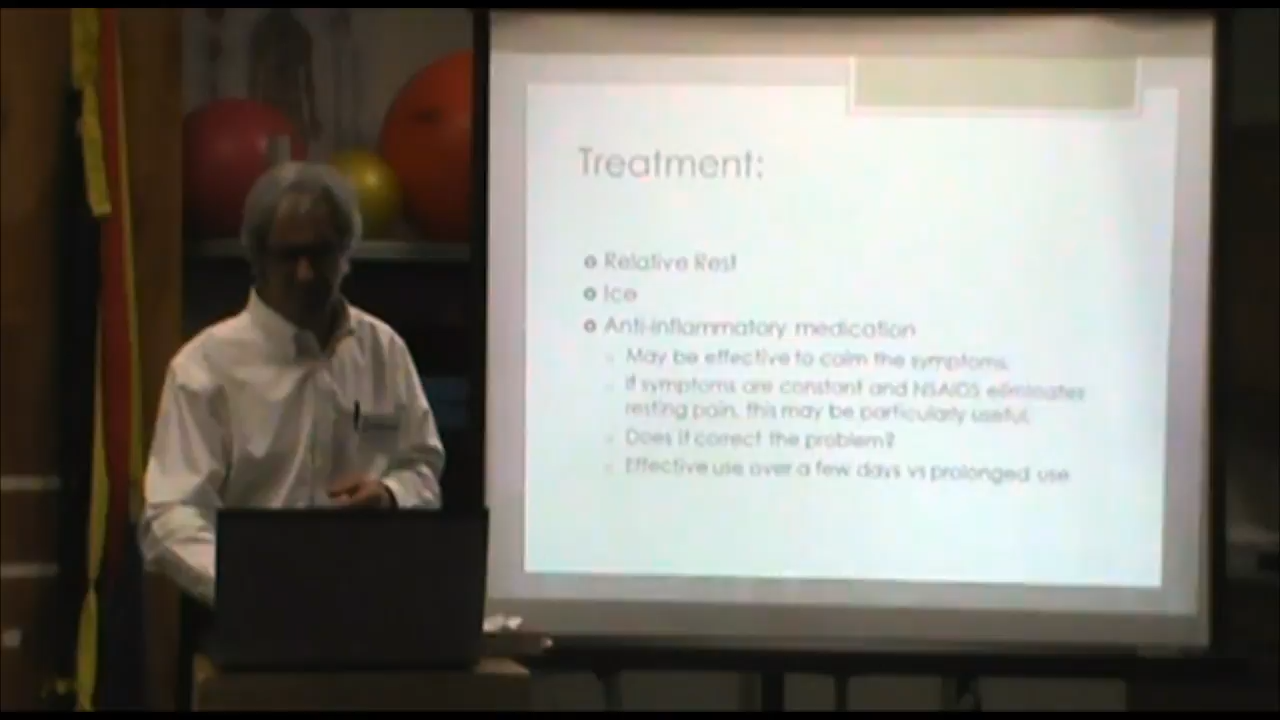 Treatment:
Relative Rest
Ice
Anti-inflammatory medication
May be effective to calm the symptoms.
If symptoms are constant and NSAIDS eliminates
resting pain, this may be particularly useful.
Does it correct the problem?
Effective use over a few days vs prolonged use